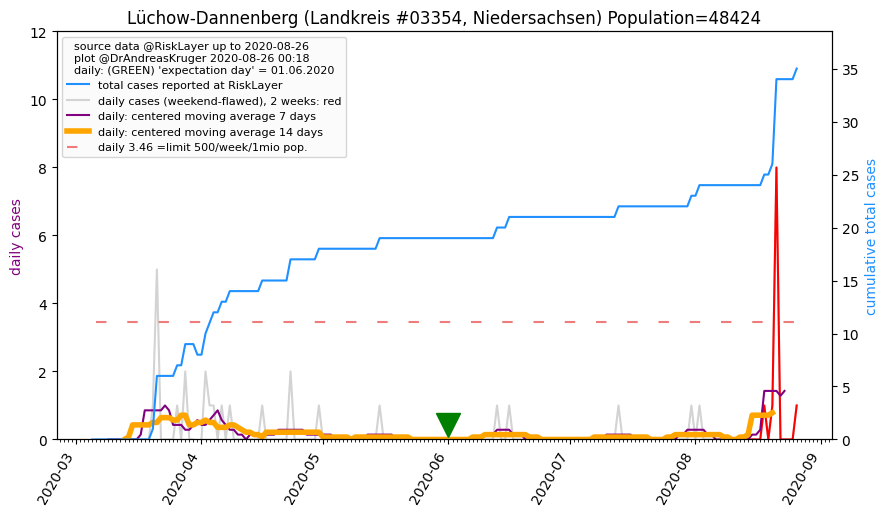 Lüchow-Dannenberg (Landkreis #03354, Niedersachsen) Population=48424
source data @RiskLayer up to 2020-08-26
plot @DrAndreasKruger 2020-08-26 00:18
daily: (GREEN) 'expectation day' = 01.06.2020
total cases reported at RiskLayer
daily cases (weekend-flawed), 2 weeks: red
daily: centered moving average 7 days
daily: centered moving average 14 days
daily 3.46 =limit 500/week/1mio pop.
daily cases
12
10
8
6
4
2
0
35
30
25
20
15
10
5
0
cumulative total cases
2020-03
2020-04
2020-05
2020-06
2020-07
2020-08
2020-09